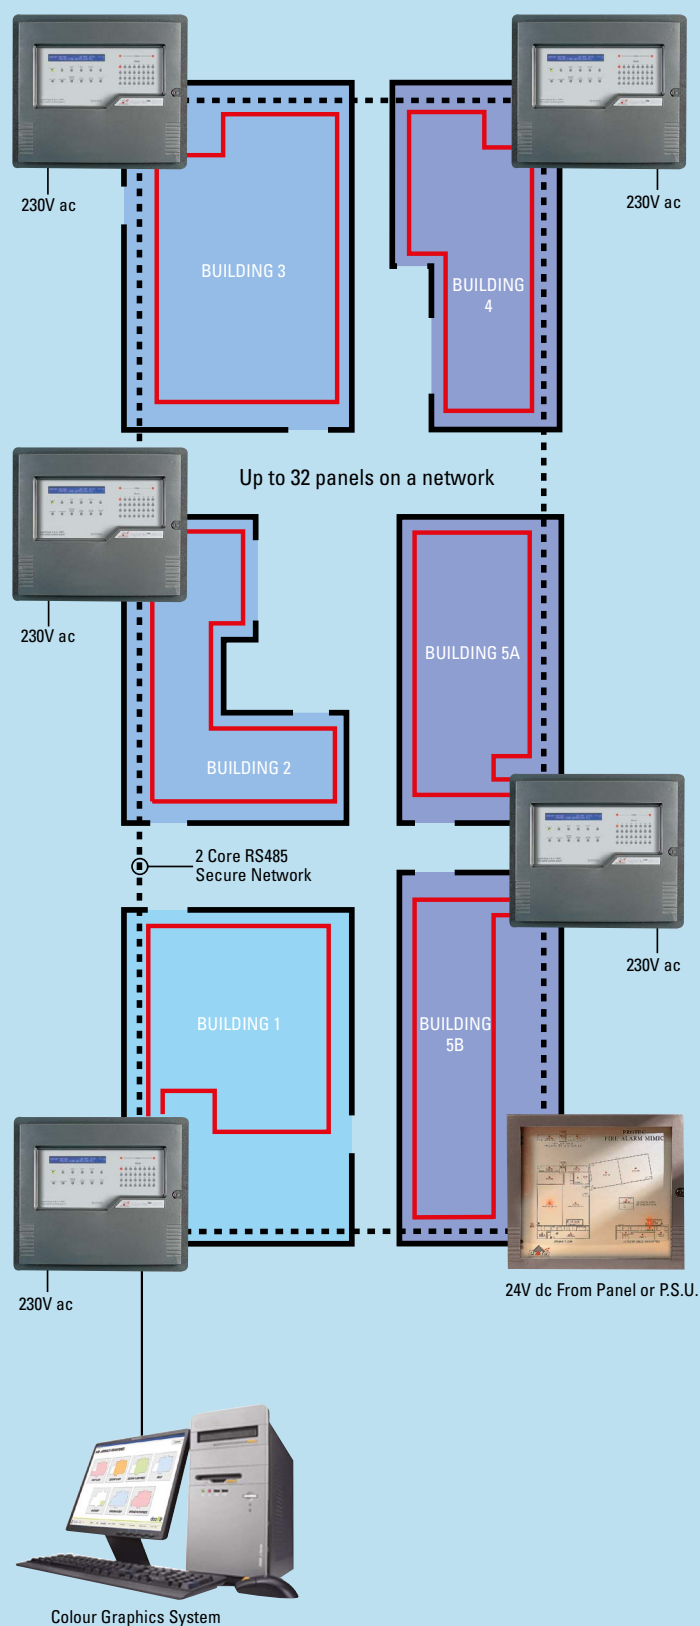 230V ac
230V ac
BUILDING 3
BUILDING
4
Up to 32 panels on a network
230V ac
BUILDING 5A
BUILDING 2
2 Core RS485
Secure Network
230V ac
BUILDING 1
BUILDING
5B
FIRE ALARM MIMIC
24V dc From Panel or P.S.U.
230V ac
Colour Graphics System